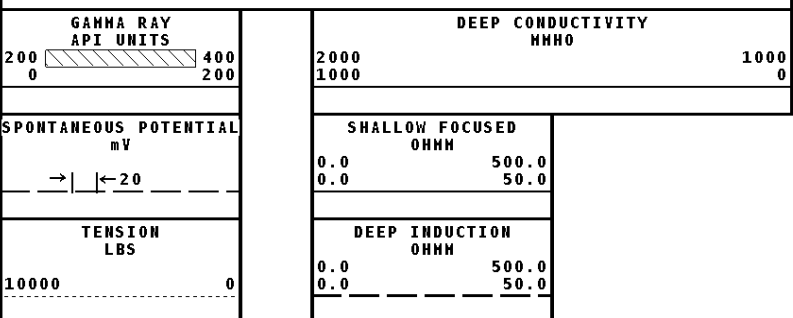 GAMMA RAY
API UNITS
200 400
0 200
DEEP CONDUCTIVITY
MMHO
2000 1000
1000 0
SPONTANEOUS POTENTIAL
mV
→| |←20
SHALLOW FOCUSED
OHMM
0.0 500.0
0.0 50.0
TENSION
LBS
10000 0
DEEP INDUCTION
OHMM
0.0 500.0
0.0 50.0